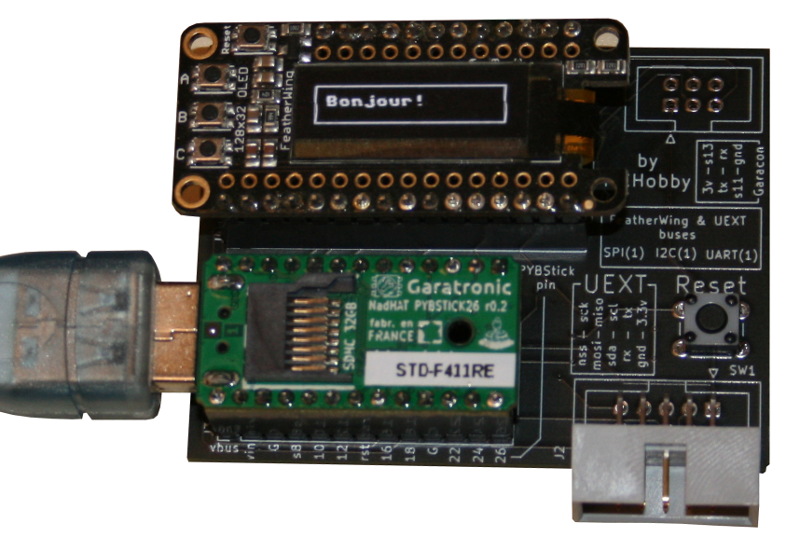 Reset
A
B
C
128x32 OLED
FeatherWing
Bonjour!
by
Hobby
3v-s13
tx - rx
s11-gnd
Garacon
FeatherWing & UEXT
buses
SPI(1) I2C(1) UART(1)
PYBStick
pin
UEXT
nss - sck
mosi - miso
sda - scl
rx - tx
gnd - 3.3v
Reset
SW1
Garatronic
NadHAT PYBSTICK26 r0.2
fabr. en
FRANCE
SDHC 32GB
STD-F411RE
vbus
vin
G
s8
10
12
rst
16
18
G
22
24
26
J2